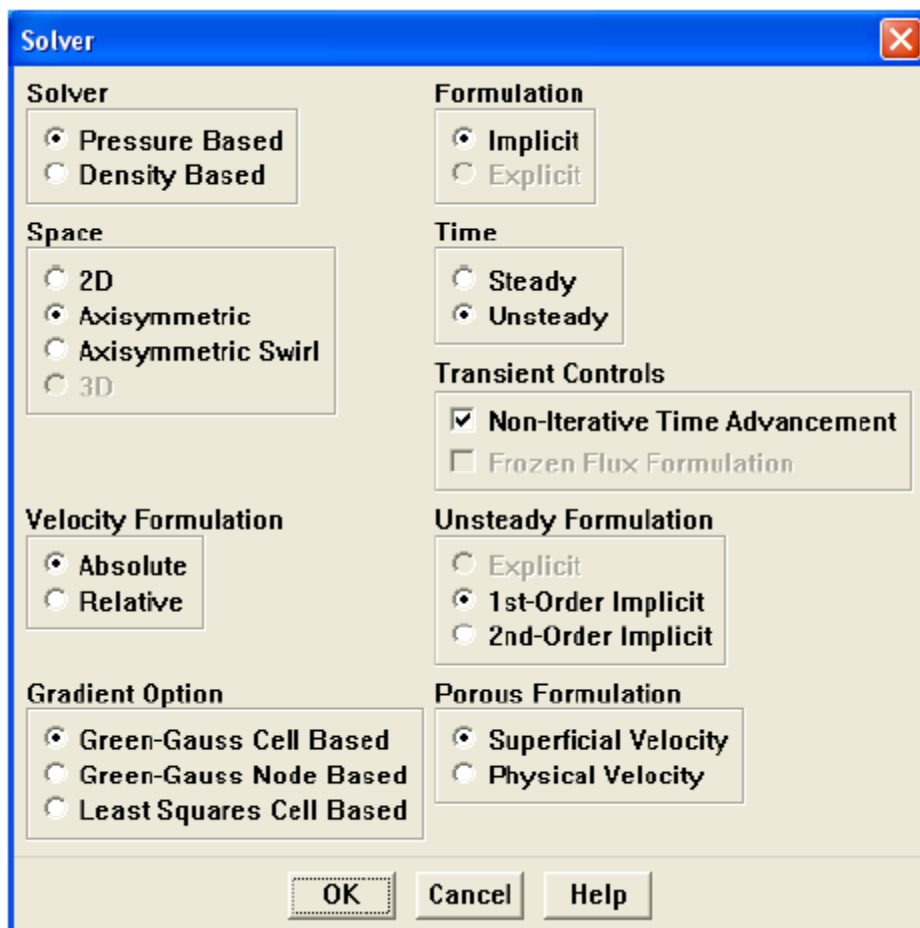 Solver
Solver
Pressure Based
Density Based
Formulation
Implicit
Explicit
Space
2D
Axisymmetric
Axisymmetric Swirl
3D
Time
Steady
Unsteady
Transient Controls
Non-Iterative Time Advancement
Frozen Flux Formulation
Velocity Formulation
Absolute
Relative
Unsteady Formulation
Explicit
1st-Order Implicit
2nd-Order Implicit
Gradient Option
Green-Gauss Cell Based
Green-Gauss Node Based
Least Squares Cell Based
Porous Formulation
Superficial Velocity
Physical Velocity
OK
Cancel
Help